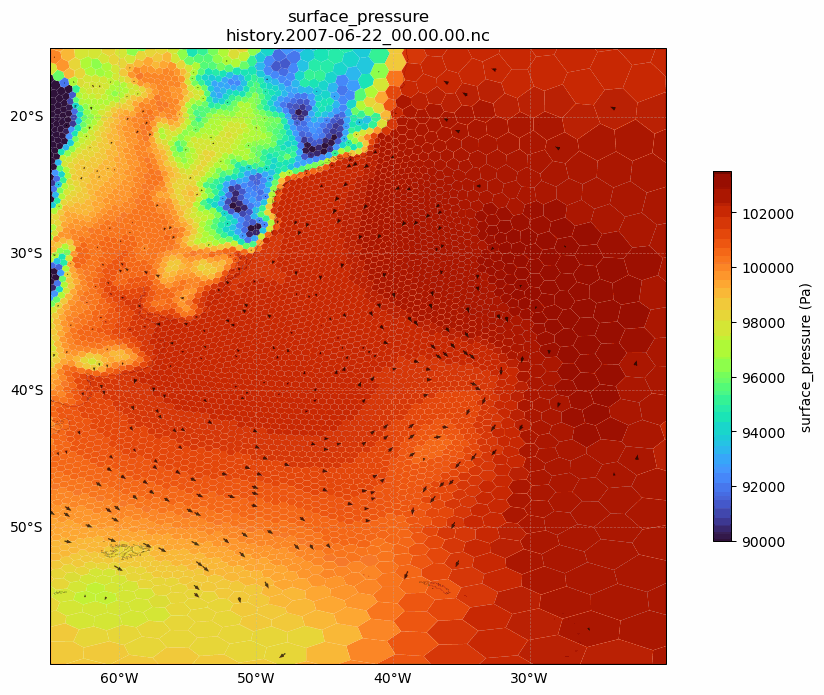 surface_pressure
history.2007-06-22_00.00.00.nc
20°S
30°S
40°S
50°S
60°W
50°W
40°W
30°W
102000
100000
98000
96000
94000
92000
90000
surface_pressure (Pa)